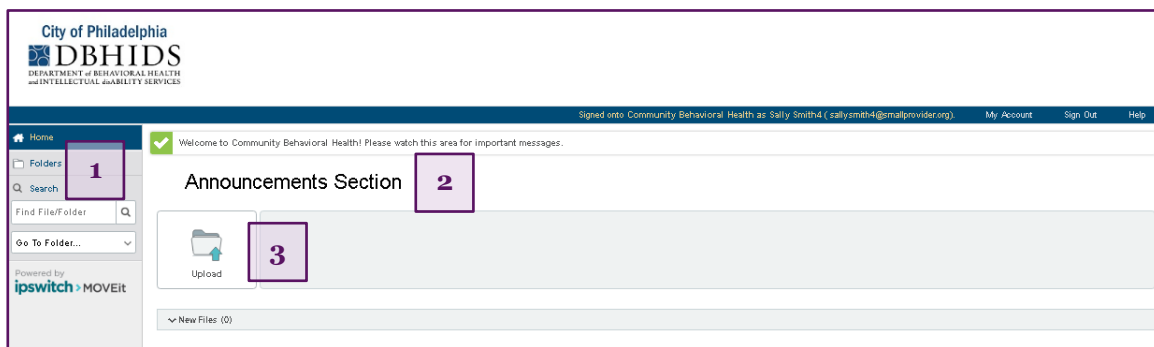 City of Philadelphia
DBHIDS
DEPARTMENT of BEHAVIORAL HEALTH
and INTELLECTUAL disABILITY SERVICES
Signed onto Community Behavioral Health as Sally Smith4 ( sallysmith4@smallprovider.org).
My Account
Sign Out
Help
Home
Folders
1
Search
Find File/Folder
Go To Folder...
Powered by
ipswitch > MOVEit
Welcome to Community Behavioral Health! Please watch this area for important messages.
Announcements Section
2
Upload
3
New Files (0)